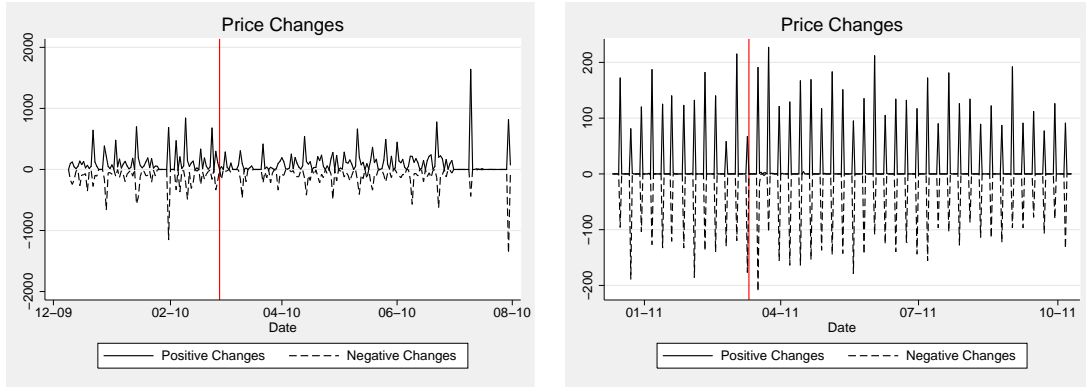 Price Changes
2000
1000
0
−1000
−2000
12−09
02−10
04−10
06−10
08−10
Date
Positive Changes
Negative Changes
Price Changes
200
100
0
−100
−200
01−11
04−11
07−11
10−11
Date
Positive Changes
Negative Changes